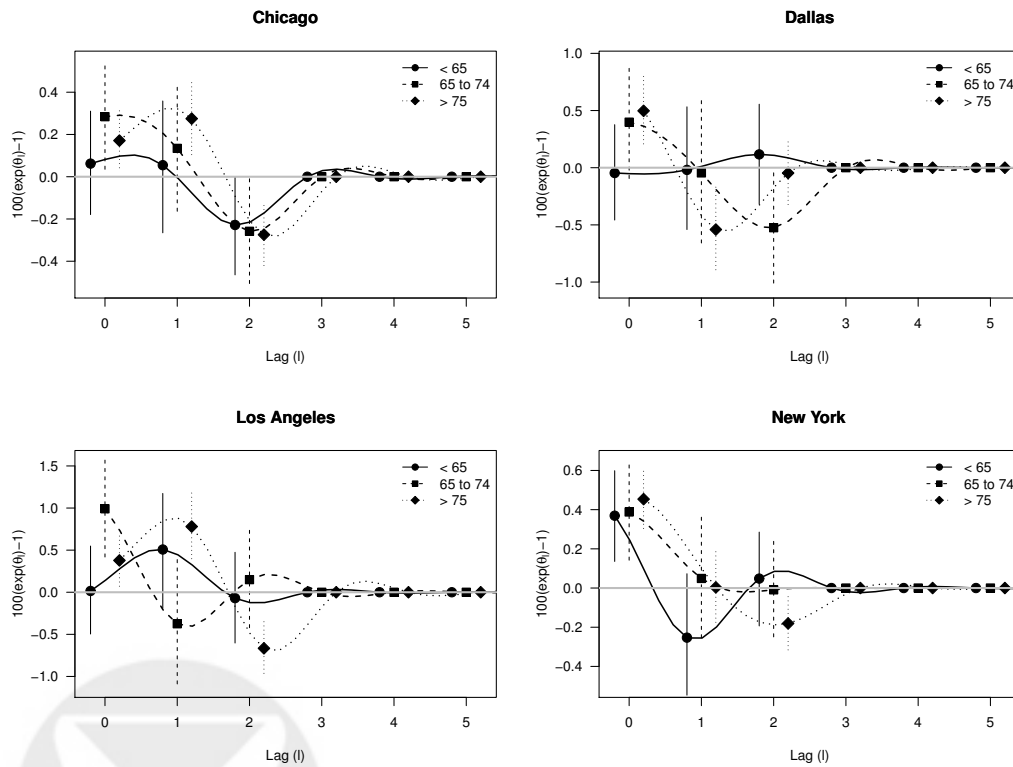 Chicago
< 65
65 to 74
> 75
0.4
0.2
0.0
−0.2
−0.4
100(exp(θl)−1)
0 1 2 3 4 5
Lag (l)
Dallas
< 65
65 to 74
> 75
1.0
0.5
0.0
−0.5
−1.0
100(exp(θl)−1)
0 1 2 3 4 5
Lag (l)
Los Angeles
< 65
65 to 74
> 75
1.5
1.0
0.5
0.0
−0.5
−1.0
100(exp(θl)−1)
0 1 2 3 4 5
Lag (l)
New York
< 65
65 to 74
> 75
0.6
0.4
0.2
0.0
−0.2
−0.4
100(exp(θl)−1)
0 1 2 3 4 5
Lag (l)